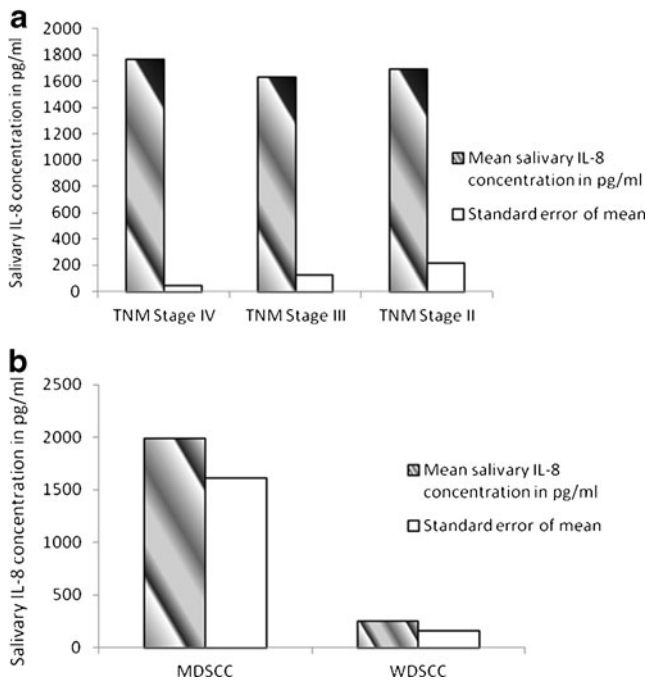 a
Salivary IL-8 concentration in pg/ml
2000
1800
1600
1400
1200
1000
800
600
400
200
0
TNM Stage IV TNM Stage III TNM Stage II
Mean salivary IL-8
concentration in pg/ml
Standard error of mean
b
Salivary IL-8 concentration in pg/ml
2500
2000
1500
1000
500
0
MDSCC WDSCC
Mean salivary IL-8
concentration in pg/ml
Standard error of mean